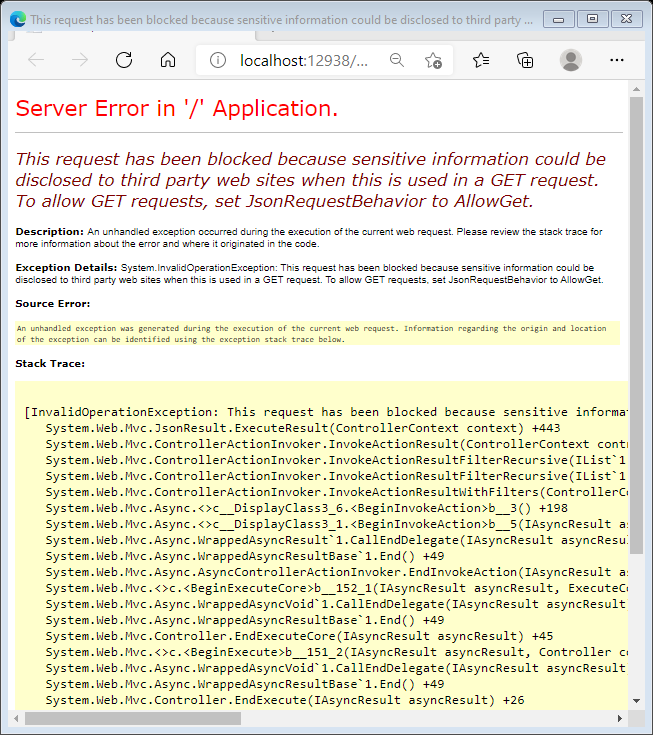 This request has been blocked because sensitive information could be disclosed to third party ...
localhost:12938/...
Server Error in '/' Application.
This request has been blocked because sensitive information could be
disclosed to third party web sites when this is used in a GET request.
To allow GET requests, set JsonRequestBehavior to AllowGet.
Description: An unhandled exception occurred during the execution of the current web request. Please review the stack trace for
more information about the error and where it originated in the code.
Exception Details: System.InvalidOperationException: This request has been blocked because sensitive information could be
disclosed to third party web sites when this is used in a GET request. To allow GET requests, set JsonRequestBehavior to AllowGet.
Source Error:
An unhandled exception was generated during the execution of the current web request. Information regarding the origin and location
of the exception can be identified using the exception stack trace below.
Stack Trace:
[InvalidOperationException: This request has been blocked because sensitive informat
System.Web.Mvc.JsonResult.ExecuteResult(ControllerContext context) +443
System.Web.Mvc.ControllerActionInvoker.InvokeActionResult(ControllerContext cont
System.Web.Mvc.ControllerActionInvoker.InvokeActionResultFilterRecursive(IList`1
System.Web.Mvc.ControllerActionInvoker.InvokeActionResultFilterRecursive(IList`1
System.Web.Mvc.ControllerActionInvoker.InvokeActionResultWithFilters(ControllerCo
System.Web.Mvc.Async.<>c__DisplayClass3_6.<BeginInvokeAction>b__3() +198
System.Web.Mvc.Async.<>c__DisplayClass3_1.<BeginInvokeAction>b__5(IAsyncResult as
System.Web.Mvc.Async.WrappedAsyncResult`1.CallEndDelegate(IAsyncResult asyncResul
System.Web.Mvc.Async.WrappedAsyncResultBase`1.End() +49
System.Web.Mvc.Async.AsyncControllerActionInvoker.EndInvokeAction(IAsyncResult as
System.Web.Mvc.<>c.<BeginExecuteCore>b__152_1(IAsyncResult asyncResult, ExecuteCo
System.Web.Mvc.Async.WrappedAsyncVoid`1.CallEndDelegate(IAsyncResult asyncResult)
System.Web.Mvc.Async.WrappedAsyncResultBase`1.End() +49
System.Web.Mvc.Controller.EndExecuteCore(IAsyncResult asyncResult) +45
System.Web.Mvc.<>c.<BeginExecute>b__151_2(IAsyncResult asyncResult, Controller co
System.Web.Mvc.Async.WrappedAsyncVoid`1.CallEndDelegate(IAsyncResult asyncResult)
System.Web.Mvc.Async.WrappedAsyncResultBase`1.End() +49
System.Web.Mvc.Controller.EndExecute(IAsyncResult asyncResult) +26